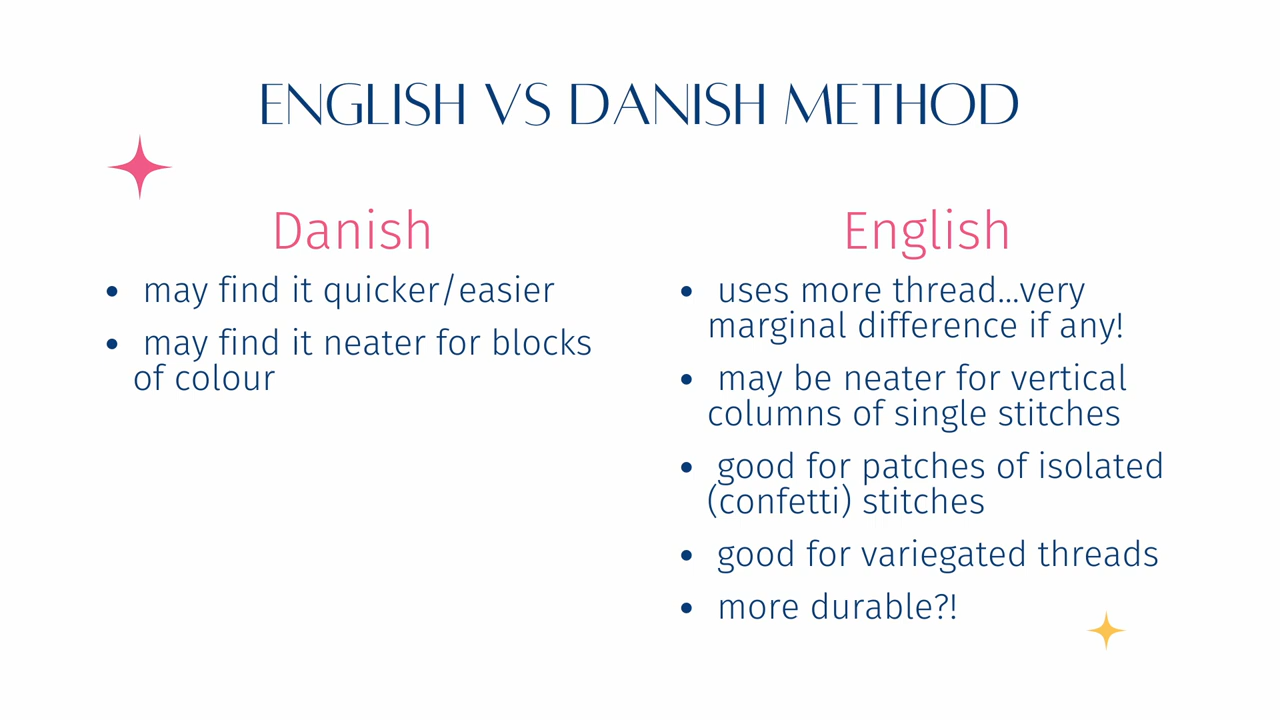 ENGLISH VS DANISH METHOD
Danish
• may find it quicker/easier
• may find it neater for blocks
of colour
English
• uses more thread...very
marginal difference if any!
• may be neater for vertical
columns of single stitches
• good for patches of isolated
(confetti) stitches
• good for variegated threads
• more durable?!